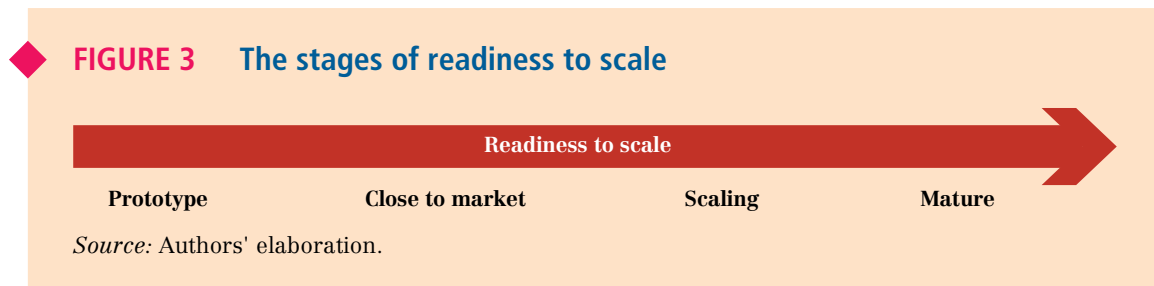 FIGURE 3 The stages of readiness to scale
Readiness to scale
Prototype Close to market Scaling Mature
Source: Authors' elaboration.